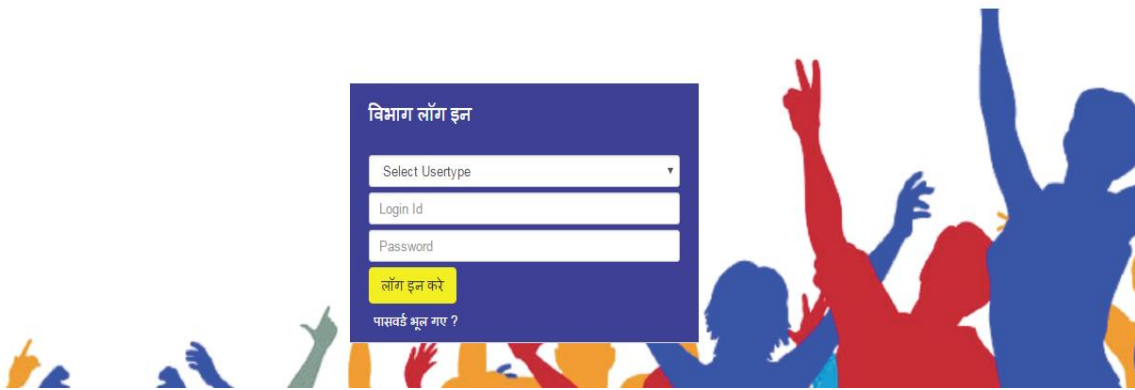 विभाग लॉग इन
Select Usertype
Login Id
Password
लॉग इन करे
पासवर्ड भूल गए ?